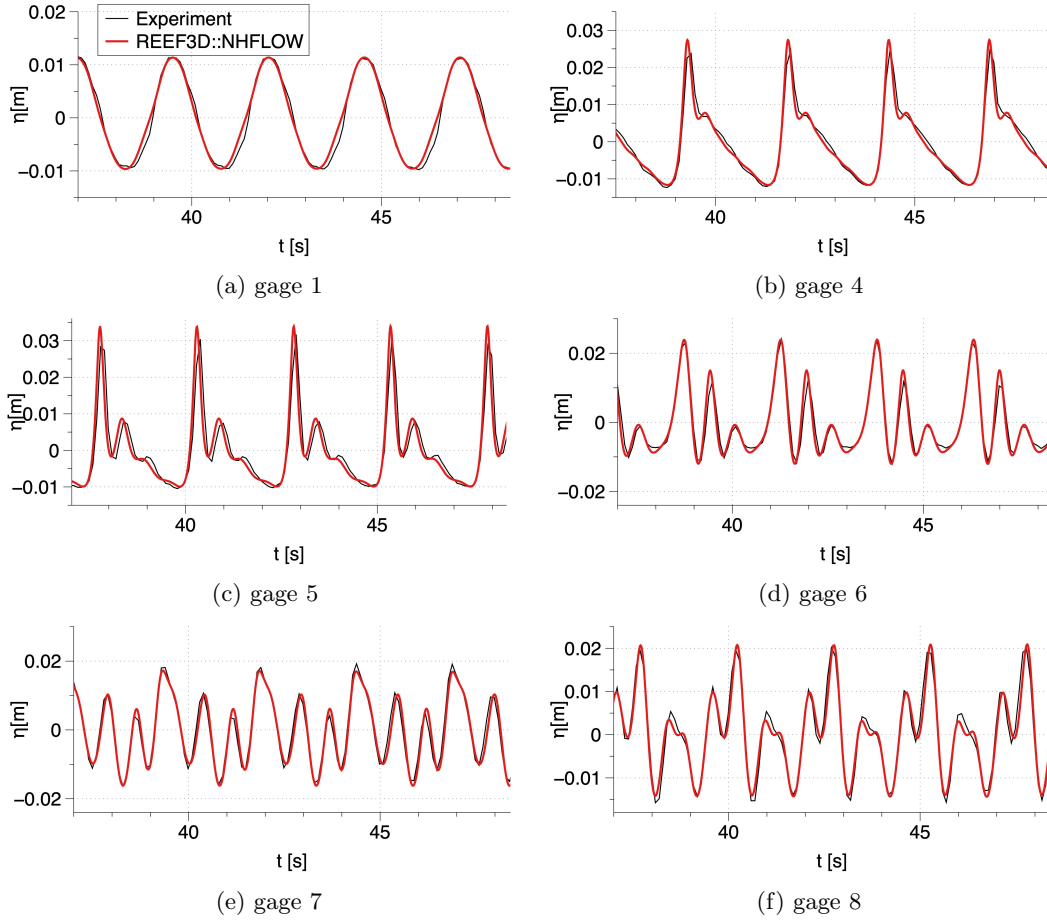 0.02
0.01
0
−0.01
η[m]
Experiment
REEF3D::NHFLOW
40
45
t [s]
(a) gage 1
0.03
0.02
0.01
0
−0.01
η[m]
40
45
t [s]
(b) gage 4
0.03
0.02
0.01
0
−0.01
η[m]
40
45
t [s]
(c) gage 5
0.02
0
−0.02
η[m]
40
45
t [s]
(d) gage 6
0.02
0
−0.02
η[m]
40
45
t [s]
(e) gage 7
0.02
0.01
0
−0.01
η[m]
40
45
t [s]
(f) gage 8